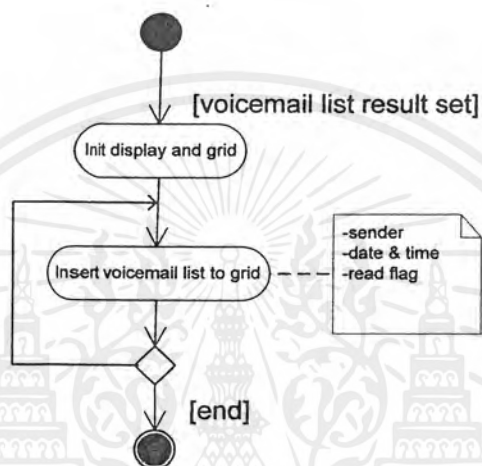 [voicemail list result set]
Init display and grid
-sender
-date & time
-read flag
Insert voicemail list to grid
[end]